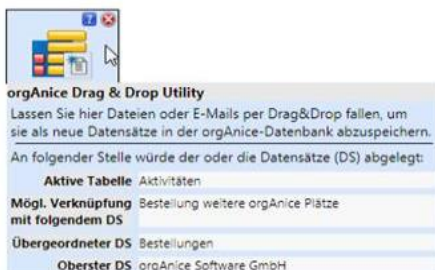 orgAnice Drag & Drop Utility
Lassen Sie hier Dateien oder E-Mails per Drag&Drop fallen, um
sie als neue Datensätze in der orgAnice-Datenbank abzuspeichern.
An folgender Stelle würde der oder die Datensätze (DS) abgelegt:
Aktive Tabelle Aktivitäten
Mögl. Verknüpfung Bestellung weitere orgAnice Plätze
mit folgendem DS
Übergeordneter DS Bestellungen
Oberster DS orgAnice Software GmbH